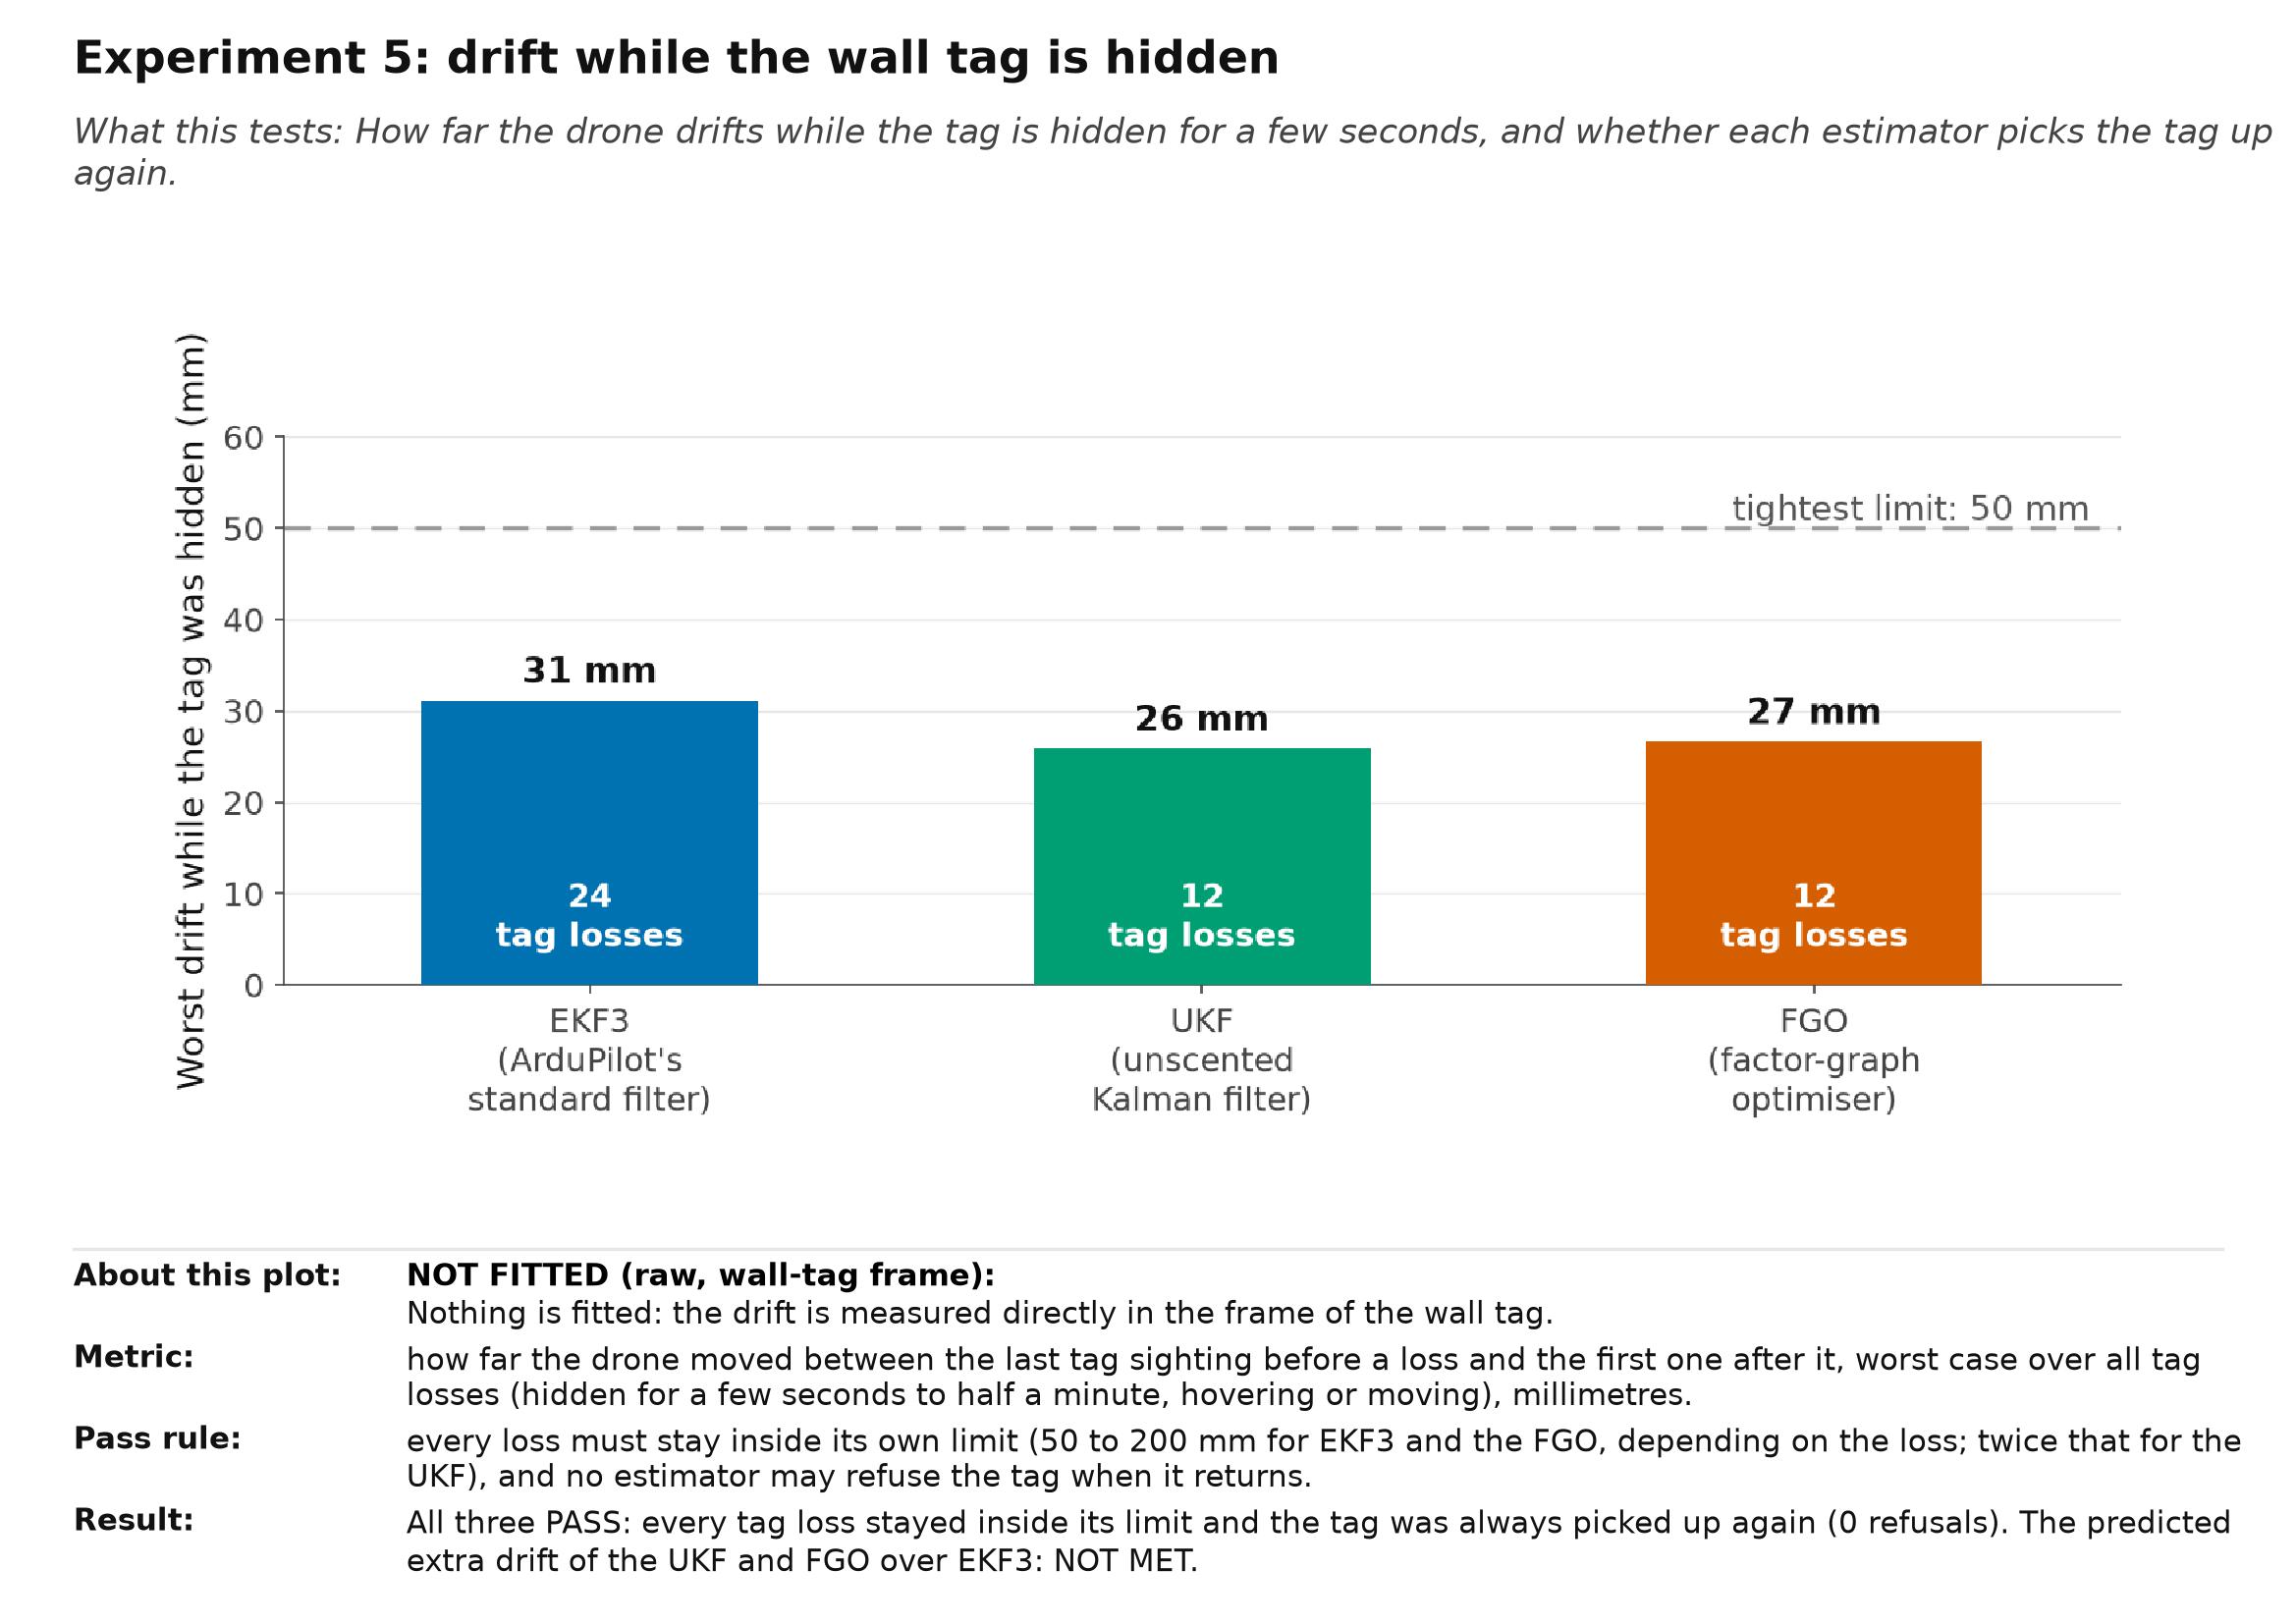 Experiment 5: drift while the wall tag is hidden
What this tests: How far the drone drifts while the tag is hidden for a few seconds, and whether each estimator picks the tag up
again.
Worst drift while the tag was hidden (mm)
60
50
40
30
20
10
0
tightest limit: 50 mm
31 mm
26 mm
27 mm
24
tag losses
12
tag losses
12
tag losses
EKF3
(ArduPilot's
standard filter)
UKF
(unscented
Kalman filter)
FGO
(factor-graph
optimiser)
About this plot:
NOT FITTED (raw, wall-tag frame):
Nothing is fitted: the drift is measured directly in the frame of the wall tag.
Metric:
how far the drone moved between the last tag sighting before a loss and the first one after it, worst case over all tag
losses (hidden for a few seconds to half a minute, hovering or moving), millimetres.
Pass rule:
every loss must stay inside its own limit (50 to 200 mm for EKF3 and the FGO, depending on the loss; twice that for the
UKF), and no estimator may refuse the tag when it returns.
Result:
All three PASS: every tag loss stayed inside its limit and the tag was always picked up again (0 refusals). The predicted
extra drift of the UKF and FGO over EKF3: NOT MET.